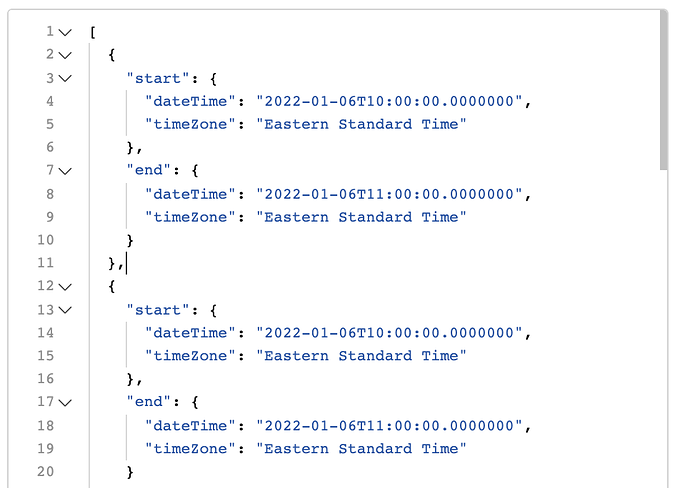 1 [
2 {
3 "start": {
4 "dateTime": "2022-01-06T10:00:00.0000000",
5 "timeZone": "Eastern Standard Time"
6 },
7 "end": {
8 "dateTime": "2022-01-06T11:00:00.0000000",
9 "timeZone": "Eastern Standard Time"
10 }
11 },
12 {
13 "start": {
14 "dateTime": "2022-01-06T10:00:00.0000000",
15 "timeZone": "Eastern Standard Time"
16 },
17 "end": {
18 "dateTime": "2022-01-06T11:00:00.0000000",
19 "timeZone": "Eastern Standard Time"
20 }